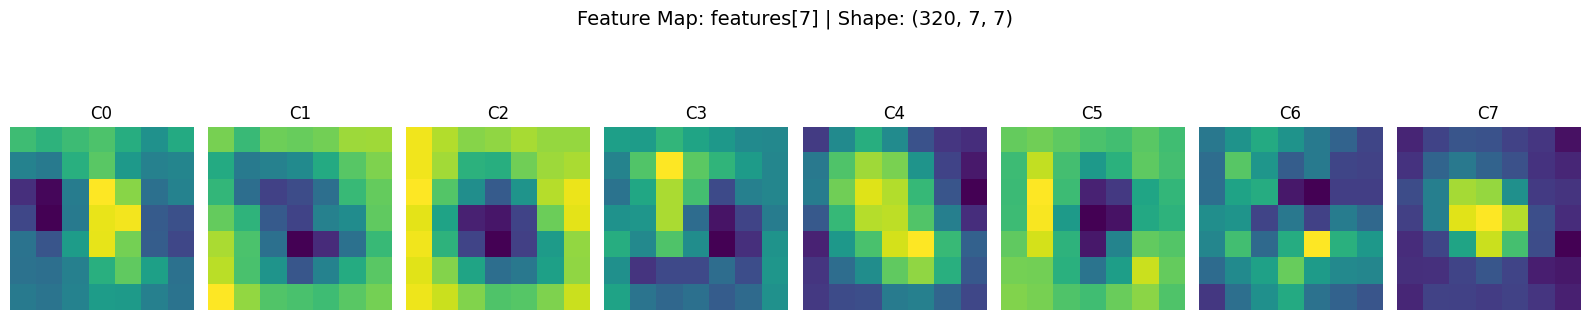 Feature Map: features[7] | Shape: (320, 7, 7)
C0 C1 C2 C3 C4 C5 C6 C7